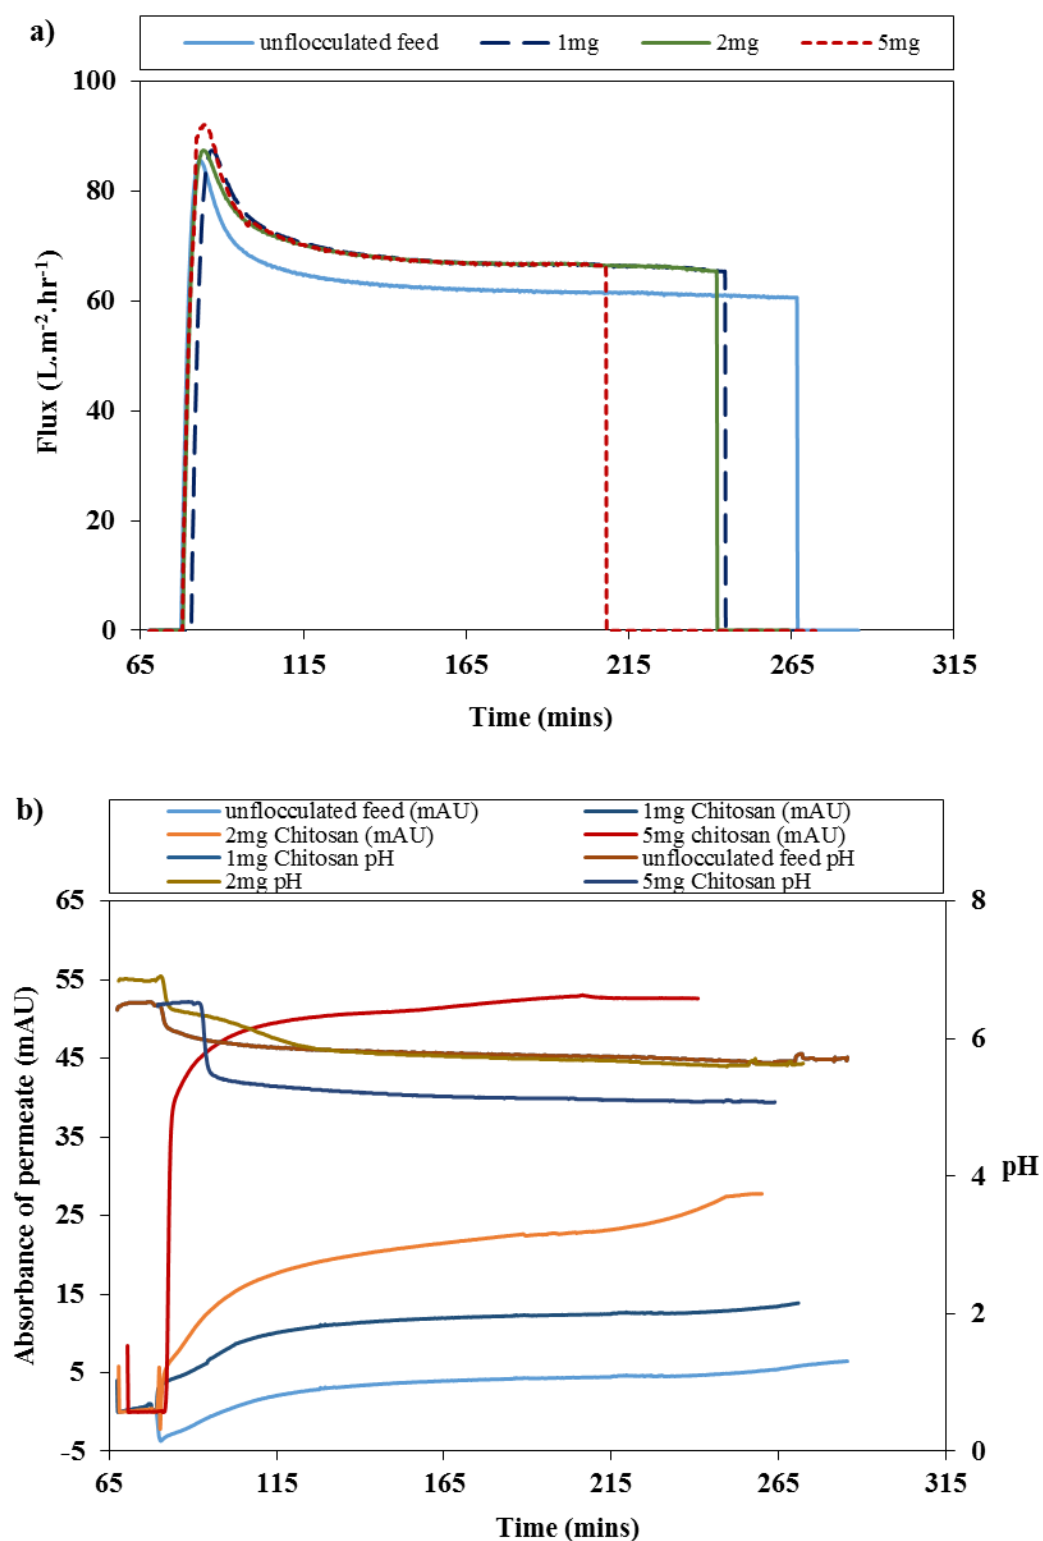 a)
unflocculated feed 1mg 2mg 5mg
100
80
60
40
20
0
Flux (L.m⁻².hr⁻¹)
65 115 165 215 265 315
Time (mins)
b)
unflocculated feed (mAU) 1mg Chitosan (mAU)
2mg Chitosan (mAU) 5mg chitosan (mAU)
1mg Chitosan pH unflocculated feed pH
2mg pH 5mg Chitosan pH
65 8
55
45 6
35
25 4
15 2
5
-5 0
Absorbance of permeate (mAU)
pH
65 115 165 215 265 315
Time (mins)